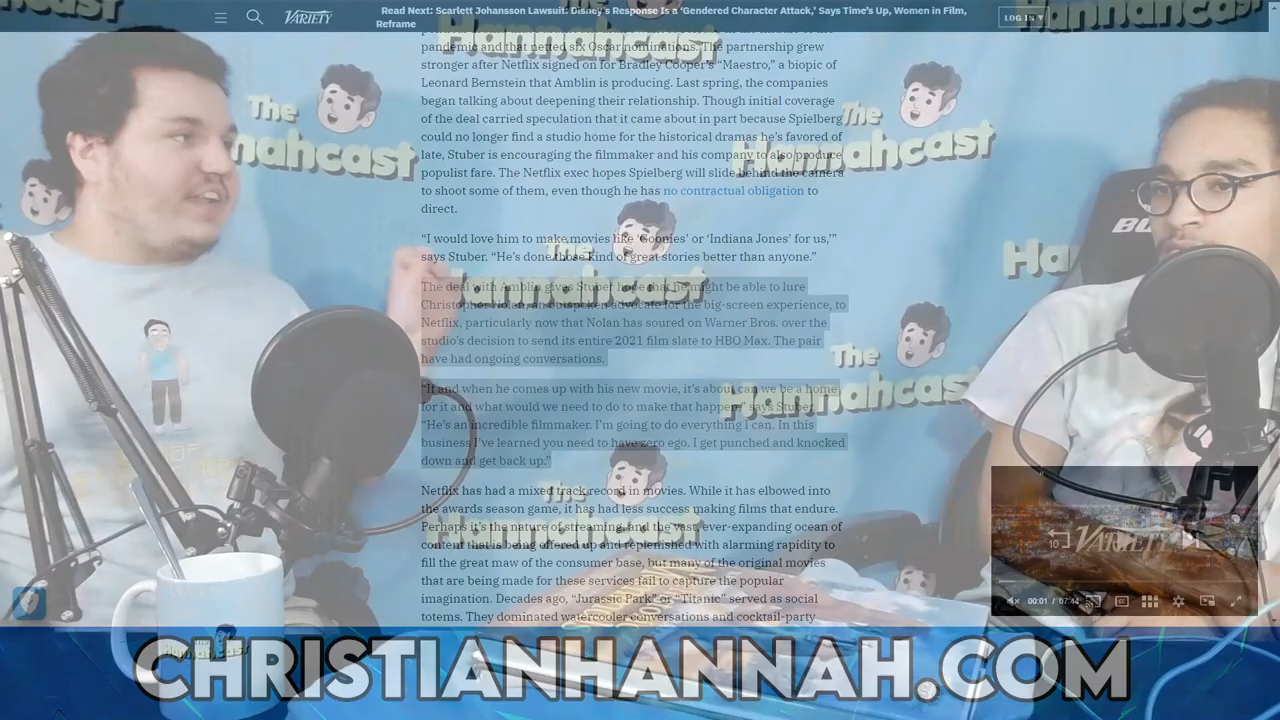 Read Next: Scarlett Johansson Lawsuit: Disney's Response Is a 'Gendered Character Attack,' Says Time's Up, Women in Film,
VARIETY
LOG IN
Reframe
pandemic and that netted six Oscar nominations. The partnership grew
stronger after Netflix signed on for Bradley Cooper's “Maestro,” a biopic of
Leonard Bernstein that Amblin is producing. Last spring, the companies
began talking about deepening their relationship. Though initial coverage
of the deal carried speculation that it came about in part because Spielberg
could no longer find a studio home for the historical dramas he's favored of
late, Stuber is encouraging the filmmaker and his company to also produce
populist fare. The Netflix exec hopes Spielberg will slide behind the camera
to shoot some of them, even though he has no contractual obligation to
direct.
“I would love him to make movies like ‘Goonies’ or ‘Indiana Jones’ for us,’”
says Stuber. “He's done those kind of great stories better than anyone.”
The deal with Amblin gives Stuber hope that he might be able to lure
Christopher Nolan, an outspoken advocate for the big-screen experience, to
Netflix, particularly now that Nolan has soured on Warner Bros. over the
studio's decision to send its entire 2021 film slate to HBO Max. The pair
have had ongoing conversations.
“If and when he comes up with his new movie, it's about can we be a home
for it and what would we need to do to make that happen,” says Stuber.
“He's an incredible filmmaker. I'm going to do everything I can. In this
business I've learned you need to have zero ego. I get punched and knocked
down and get back up.”
Netflix has had a mixed track record in movies. While it has elbowed into
the awards season game, it has had less success making films that endure.
Perhaps it's the nature of streaming, and the vast, ever-expanding ocean of
content that is being offered up and replenished with alarming rapidity to
fill the great maw of the consumer base, but many of the original movies
that are being made for these services fail to capture the popular
imagination. Decades ago, “Jurassic Park” or “Titanic” served as social
totems. They dominated watercooler conversations and cocktail-party
Hannahcast
Hannahcast
The
nahcast
The
Hannahcast
The
Hannahcast
Ha
The
Hannahcast
The
Hannahcast
BU
VARIETY
10
00:01 / 07:44
CHRISTIANHANNAH.COM